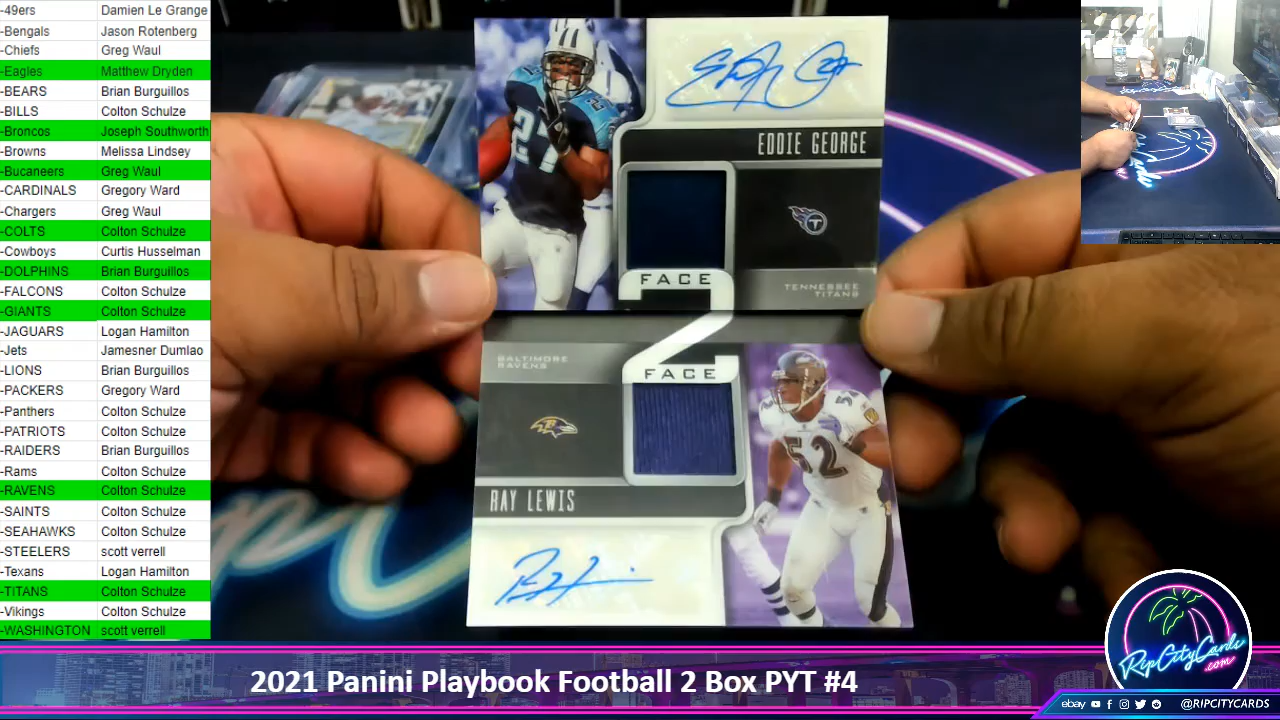 -49ers Damien Le Grange
-Bengals Jason Rotenberg
-Chiefs Greg Waul
-Eagles Matthew Dryden
-BEARS Brian Burguillos
-BILLS Colton Schulze
-Broncos Joseph Southworth
-Browns Melissa Lindsey
-Bucaneers Greg Waul
-CARDINALS Gregory Ward
-Chargers Greg Waul
-COLTS Colton Schulze
-Cowboys Curtis Husselman
-DOLPHINS Brian Burguillos
-FALCONS Colton Schulze
-GIANTS Colton Schulze
-JAGUARS Logan Hamilton
-Jets Jamesner Dumlao
-LIONS Brian Burguillos
-PACKERS Gregory Ward
-Panthers Colton Schulze
-PATRIOTS Colton Schulze
-RAIDERS Brian Burguillos
-Rams Colton Schulze
-RAVENS Colton Schulze
-SAINTS Colton Schulze
-SEAHAWKS Colton Schulze
-STEELERS scott verrell
-Texans Logan Hamilton
-TITANS Colton Schulze
-Vikings Colton Schulze
-WASHINGTON scott verrell
27
EDDIE GEORGE
T
FACE
TENNESSEE
TITANS
2
BALTIMORE
RAVENS
FACE
52
52
RAY LEWIS
RipCityCards
.com
2021 Panini Playbook Football 2 Box PYT #4
ebay @RIPCITYCARDS